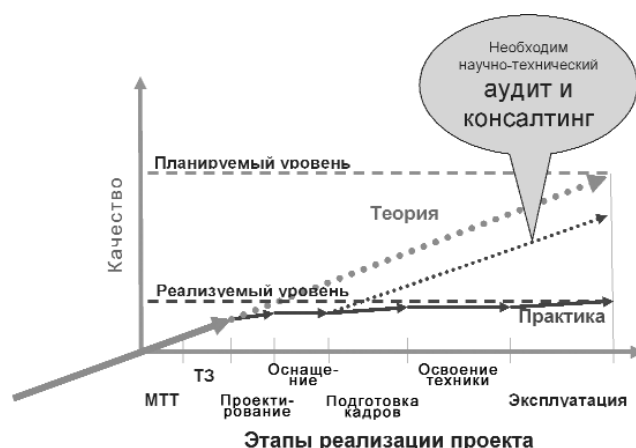 Необходим
научно-технический
аудит и
консалтинг
Планируемый уровень
Теория
Качество
Реализуемый уровень
Практика
МТТ
ТЗ
Проекти-
рование
Оснаще-
ние
Подготовка
кадров
Освоение
техники
Эксплуатация
Этапы реализации проекта